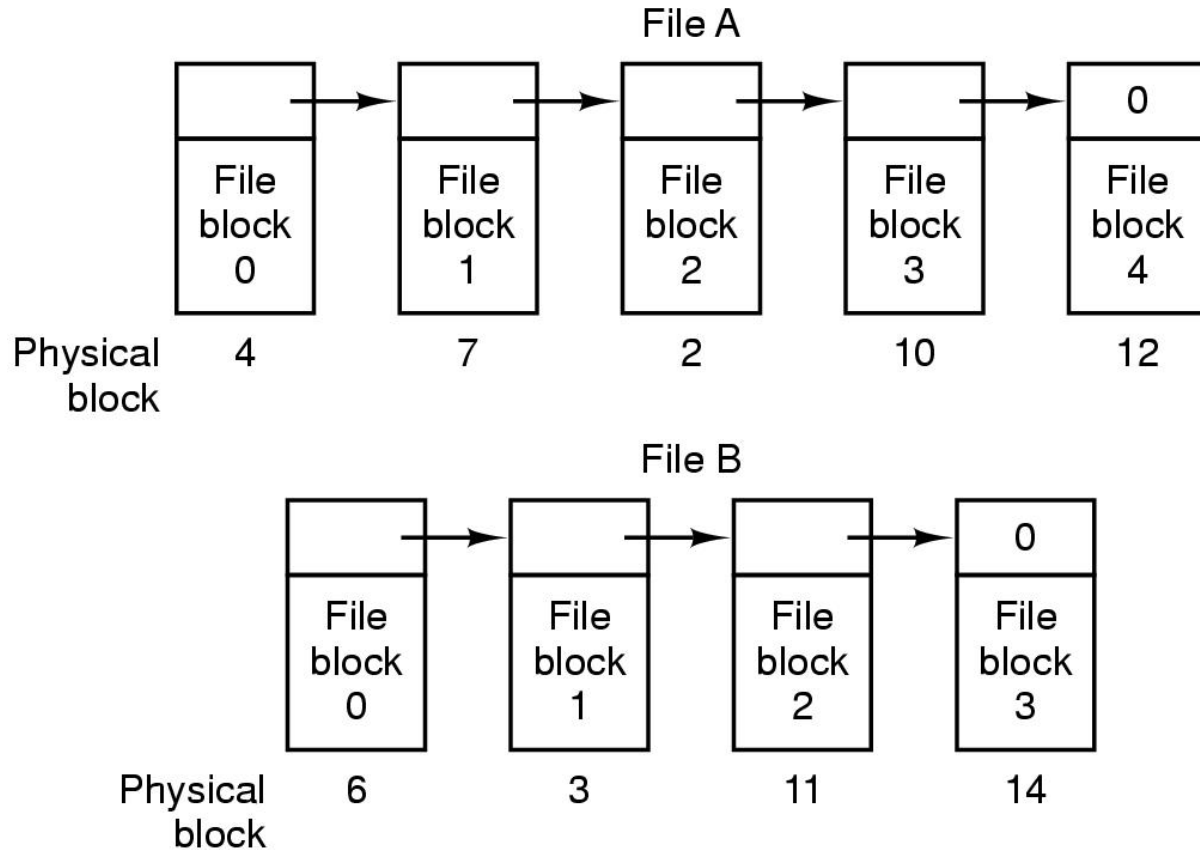 File A
0
File File File File File
block block block block block
0 1 2 3 4
Physical 4 7 2 10 12
block
File B
0
File File File File
block block block block
0 1 2 3
Physical 6 3 11 14
block